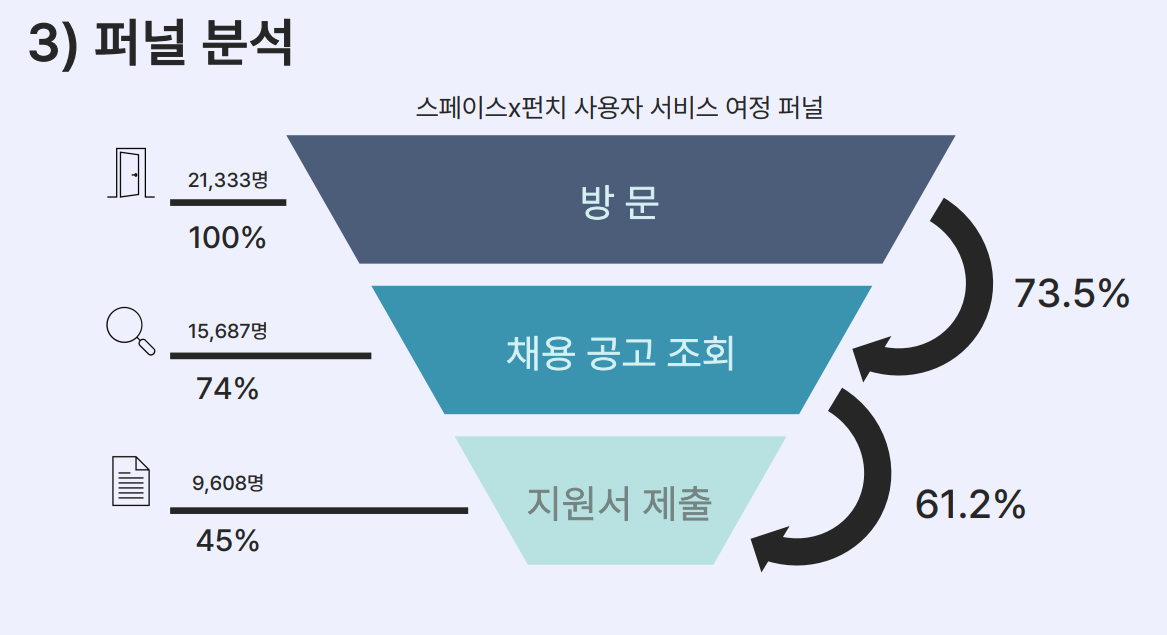 3) 퍼널 분석
스페이스x펀치 사용자 서비스 여정 퍼널
21,333명
100%
방 문
73.5%
15,687명
74%
채용 공고 조회
61.2%
9,608명
45%
지원서 제출